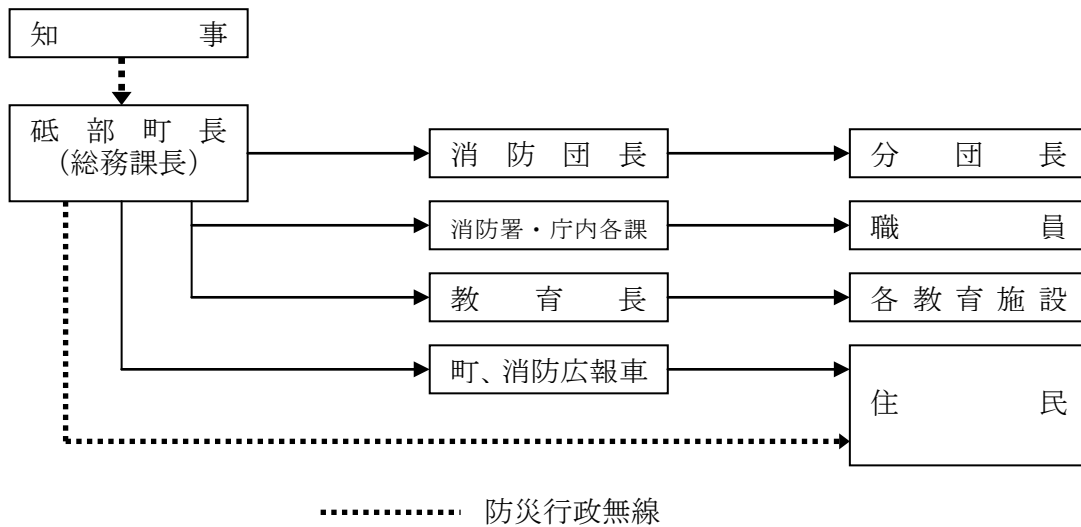 知事
砥部町長
(総務課長)
消防団長
分団長
消防署・庁内各課
職員
教育長
各教育施設
町、消防広報車
住民
防災行政無線